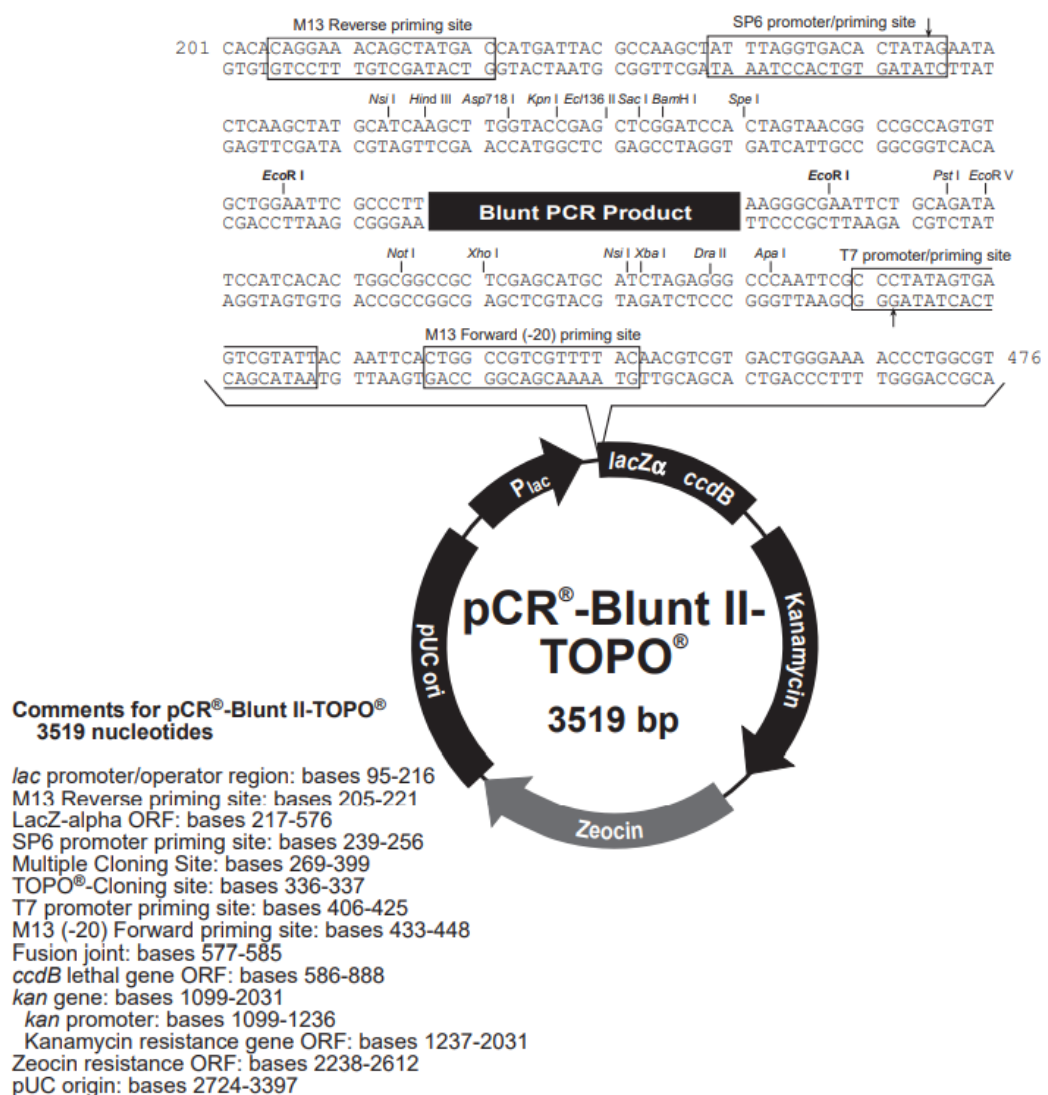 M13 Reverse priming site
SP6 promoter/priming site
201 CACACAGGAA ACAGCTATGAC CATGATTAC GCCAAGCTAT TTAGGTGACA CTATAGAATA
GTGTGTCCTT TGTCGATACTG GTACTAATG CGGTTCGATA AATCCACTGT GATATCTTAT
Nsi I Hind III Asp718 I Kpn I Ecl136 II Sac I BamH I Spe I
CTCAAGCTAT GCATCAAGCT TGGTACCGAG CTCGGATCCA CTAGTAACGG CCGCCAGTGT
GAGTTCGATA CGTAGTTCGA ACCATGGCTC GAGCCTAGGT GATCATTGCC GGCGGTCACA
EcoR I EcoR I Pst I EcoR V
GCTGGAATTC GCCCTT Blunt PCR Product AAGGGCGAATTCT GCAGATA
CGACCTTAAG CGGGAA TTCCCGCTTAAGA CGTCTAT
Not I Xho I Nsi I Xba I Dra II Apa I T7 promoter/priming site
TCCATCACAC TGGCGGCCGC TCGAGCATGC ATCTAGAGGG CCCAATTCGC CCTATAGTGA
AGGTAGTGTG ACCGCCGGCG AGCTCGTACG TAGATCTCCC GGGTTAAGCG GGATATCACT
M13 Forward (-20) priming site
GTCGTATTAC AATTCACTGG CCGTCGTTTT ACAACGTCGT GACTGGGAAA ACCCTGGCGT 476
CAGCATAATG TTAAGTGACC GGCAGCAAAA TGTTGCAGCA CTGACCCTTT TGGGACCGCA
Plac
lacZα ccdB
Kanamycin
pUC ori
pCR®-Blunt II-
TOPO®
3519 bp
Zeocin
Comments for pCR®-Blunt II-TOPO®
3519 nucleotides
lac promoter/operator region: bases 95-216
M13 Reverse priming site: bases 205-221
LacZ-alpha ORF: bases 217-576
SP6 promoter priming site: bases 239-256
Multiple Cloning Site: bases 269-399
TOPO®-Cloning site: bases 336-337
T7 promoter priming site: bases 406-425
M13 (-20) Forward priming site: bases 433-448
Fusion joint: bases 577-585
ccdB lethal gene ORF: bases 586-888
kan gene: bases 1099-2031
kan promoter: bases 1099-1236
Kanamycin resistance gene ORF: bases 1237-2031
Zeocin resistance ORF: bases 2238-2612
pUC origin: bases 2724-3397